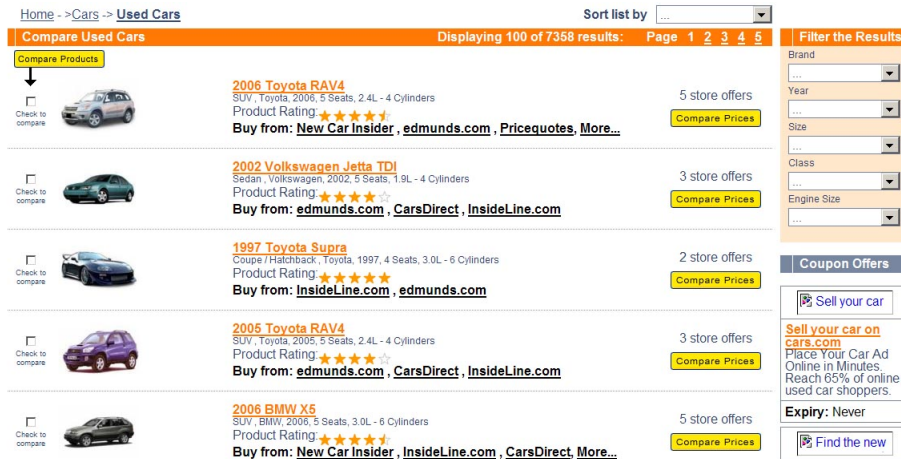 Home - >Cars -> Used Cars
Sort list by ...
Compare Used Cars
Displaying 100 of 7358 results: Page 1 2 3 4 5
Compare Products
Check to
compare
2006 Toyota RAV4
SUV , Toyota, 2006, 5 Seats, 2.4L - 4 Cylinders
Product Rating:
Buy from: New Car Insider , edmunds.com , Pricequotes, More...
5 store offers
Compare Prices
Check to
compare
2002 Volkswagen Jetta TDI
Sedan , Volkswagen, 2002, 5 Seats, 1.9L - 4 Cylinders
Product Rating:
Buy from: edmunds.com , CarsDirect , InsideLine.com
3 store offers
Compare Prices
Check to
compare
1997 Toyota Supra
Coupe / Hatchback , Toyota, 1997, 4 Seats, 3.0L - 6 Cylinders
Product Rating:
Buy from: InsideLine.com , edmunds.com
2 store offers
Compare Prices
Check to
compare
2005 Toyota RAV4
SUV , Toyota, 2005, 5 Seats, 2.4L - 4 Cylinders
Product Rating:
Buy from: edmunds.com , CarsDirect , InsideLine.com
3 store offers
Compare Prices
Check to
compare
2006 BMW X5
SUV , BMW, 2006, 5 Seats, 3.0L - 6 Cylinders
Product Rating:
Buy from: New Car Insider , InsideLine.com , CarsDirect, More...
5 store offers
Compare Prices
Filter the Results
Brand
...
Year
...
Size
...
Class
...
Engine Size
...
Coupon Offers
Sell your car
Sell your car on
cars.com
Place Your Car Ad
Online in Minutes.
Reach 65% of online
used car shoppers.
Expiry: Never
Find the new